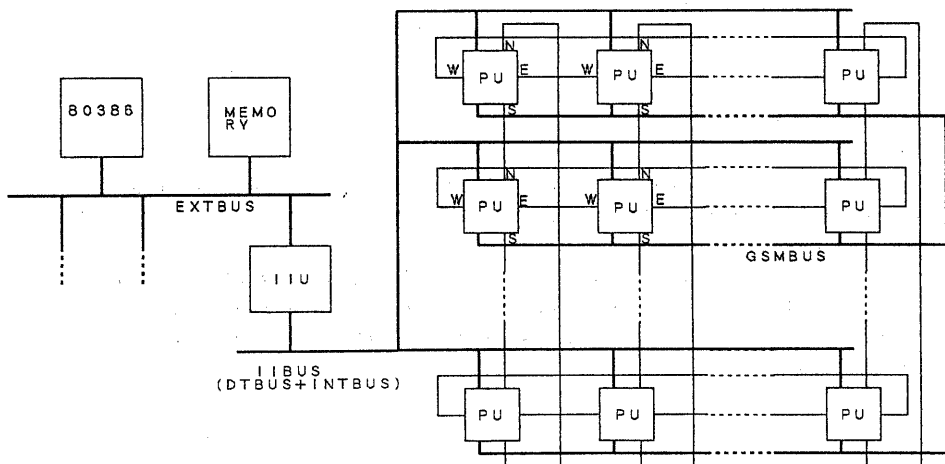 N N
W PU E W PU E PU
S S
80386
MEMO
RY
N N
W PU E W PU E PU
S S
EXTBUS
GSMBUS
IIU
IIBUS
(DTBUS+INTBUS)
PU PU PU